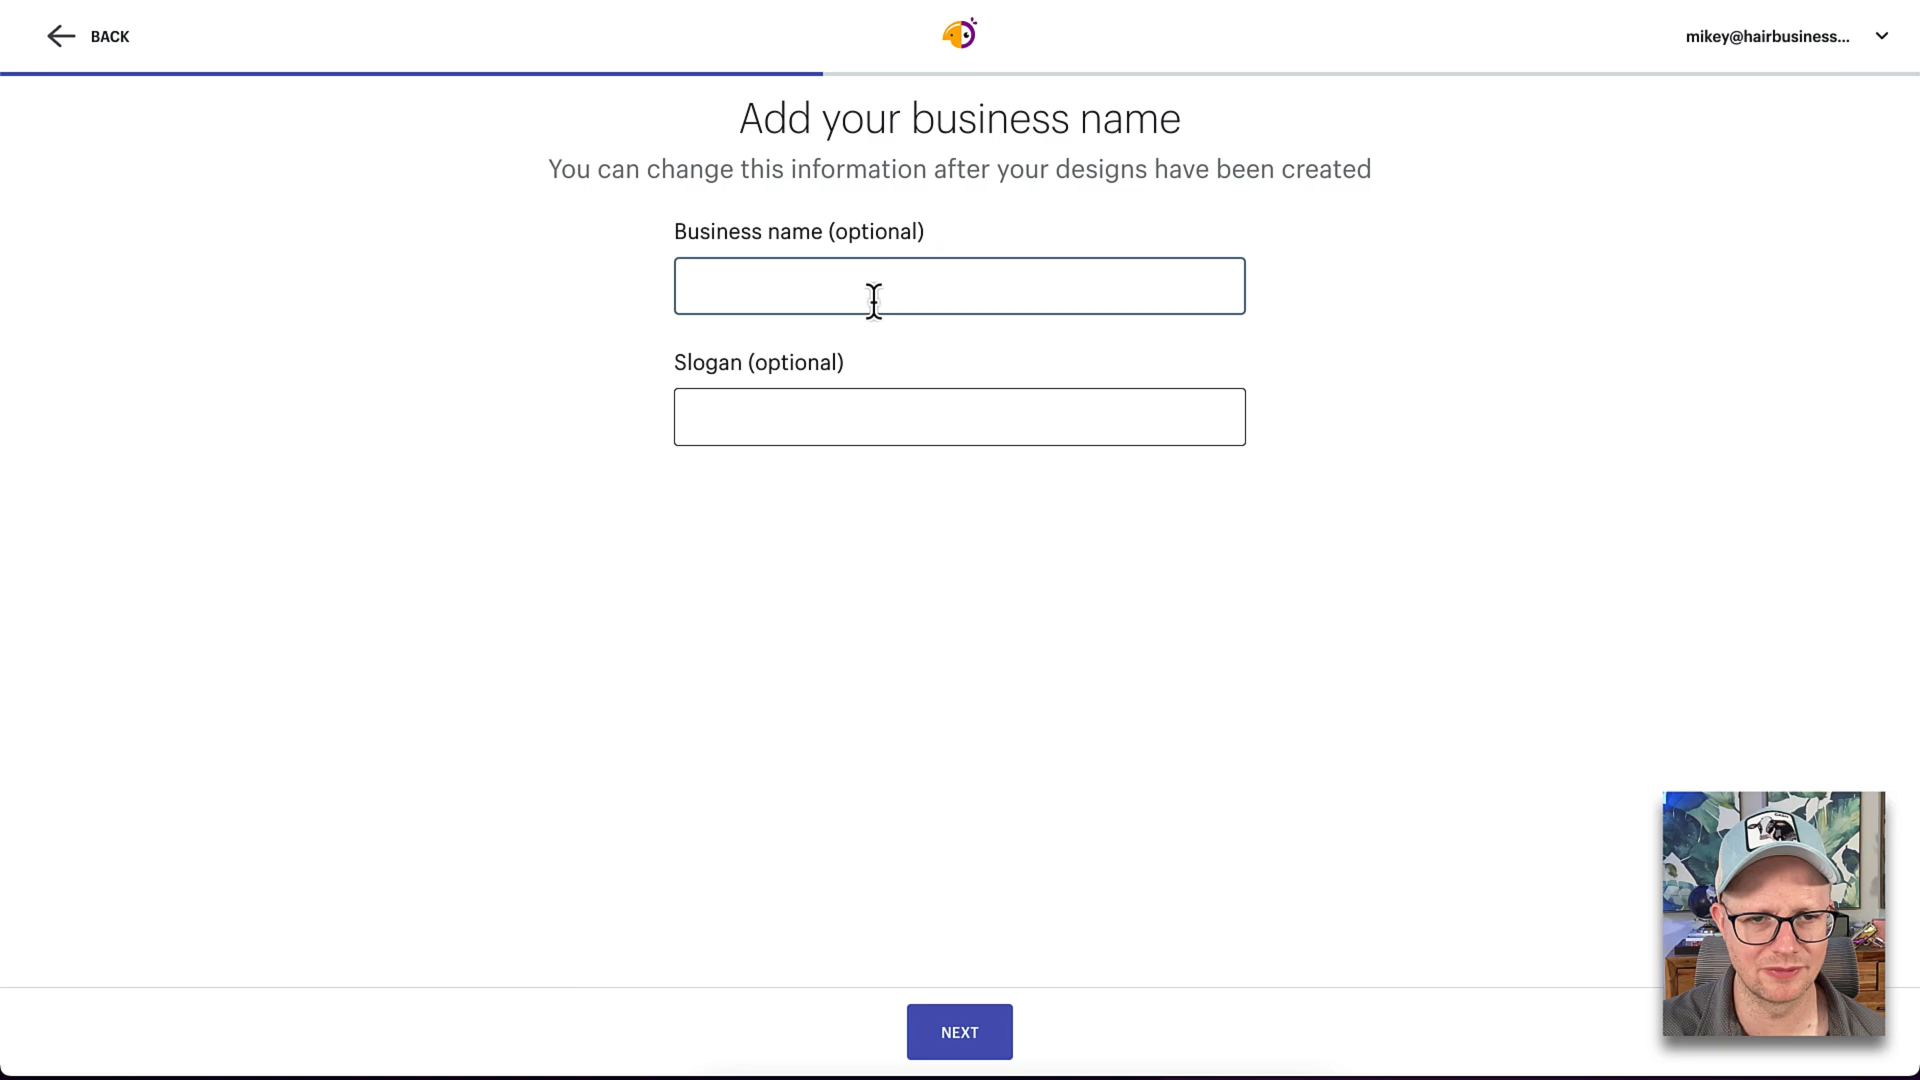 BACK
mikey@hairbusiness...
Add your business name
You can change this information after your designs have been created
Business name (optional)
Slogan (optional)
NEXT